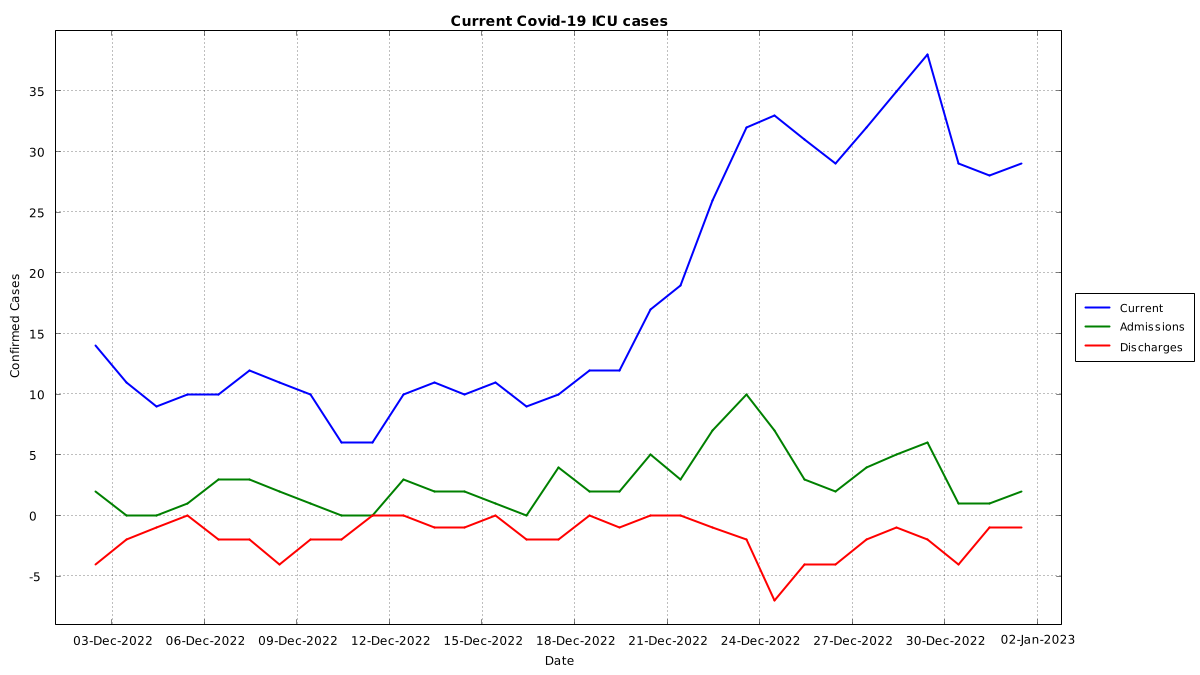 Current Covid-19 ICU cases
Confirmed Cases
35
30
25
20
15
10
5
0
-5
03-Dec-2022 06-Dec-2022 09-Dec-2022 12-Dec-2022 15-Dec-2022 18-Dec-2022 21-Dec-2022 24-Dec-2022 27-Dec-2022 30-Dec-2022 02-Jan-2023
Date
Current
Admissions
Discharges